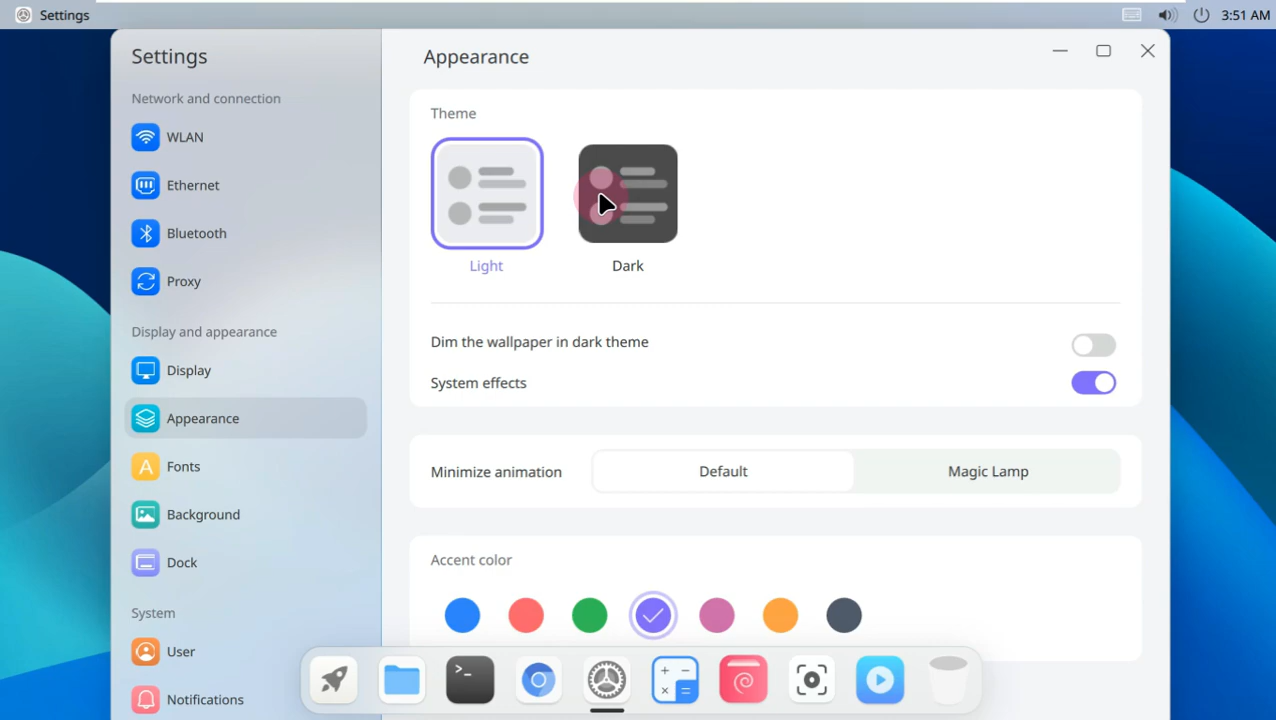 Settings
3:51 AM
Settings
Network and connection
WLAN
Ethernet
Bluetooth
Proxy
Display and appearance
Display
Appearance
Fonts
Background
Dock
System
User
Notifications
Appearance
Theme
Light
Dark
Dim the wallpaper in dark theme
System effects
Minimize animation
Default
Magic Lamp
Accent color